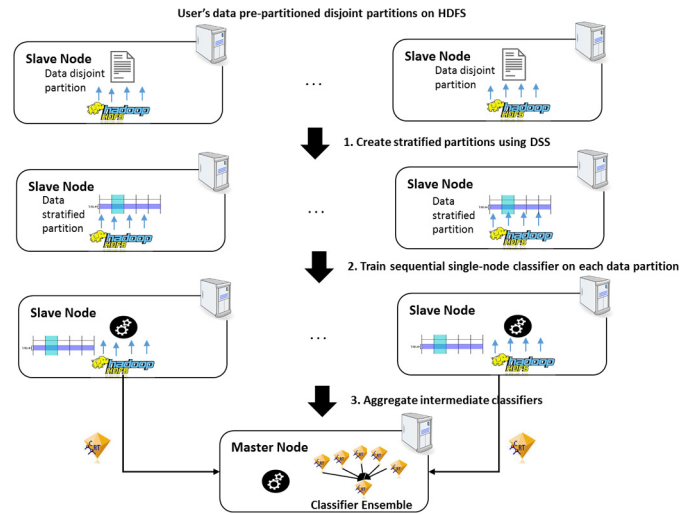 User's data pre-partitioned disjoint partitions on HDFS
Slave Node
Data disjoint
partition
hadoop
HDFS
...
Slave Node
Data disjoint
partition
hadoop
HDFS
1. Create stratified partitions using DSS
Slave Node
Data
stratified
partition
hadoop
HDFS
...
Slave Node
Data
stratified
partition
hadoop
HDFS
2. Train sequential single-node classifier on each data partition
Slave Node
hadoop
HDFS
...
Slave Node
hadoop
HDFS
3. Aggregate intermediate classifiers
Master Node
Classifier Ensemble